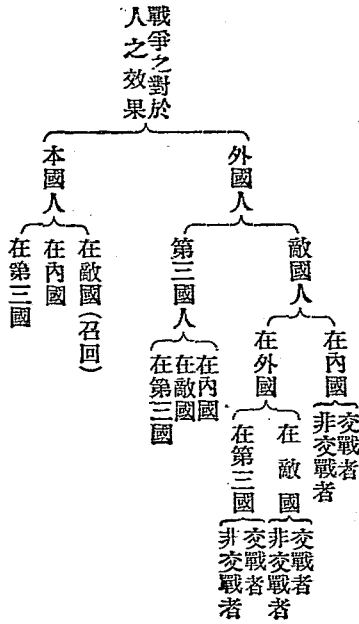 戰爭之對於
人之效果
外國人
敵國人
在內國
交戰者
非交戰者
在外國
在敵國
交戰者
非交戰者
在第三國
交戰者
非交戰者
第三國人
在內國
在敵國
在第三國
本國人
在敵國(召回)
在內國
在第三國